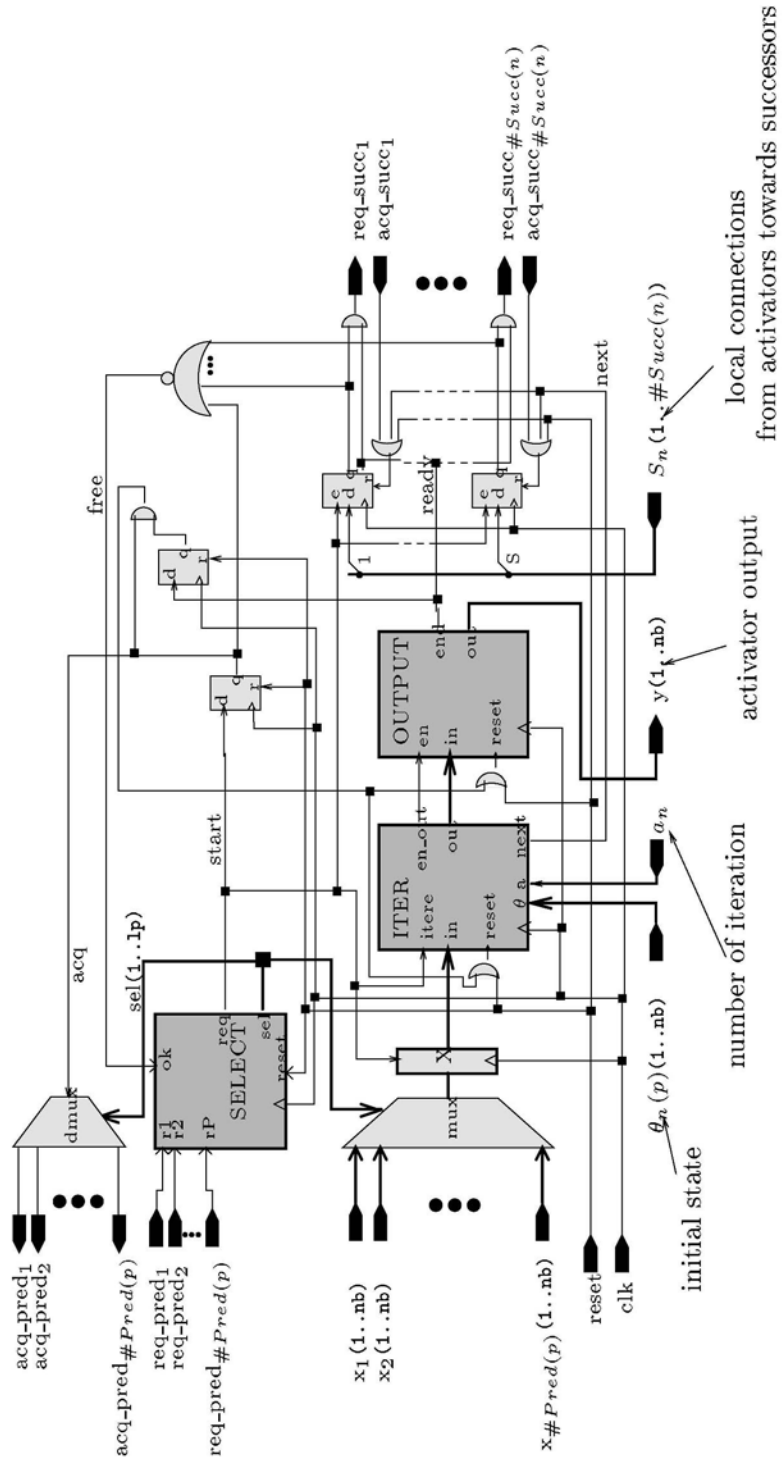 acq-pred1
acq-pred2
acq-pred#Pred(p)
req-pred1
req-pred2
req-pred#Pred(p)
x1(1..nb)
x2(1..nb)
x#Pred(p)(1..nb)
reset
clk
dmux
acq
sel(1..lp)
r1
r2
rP
ok
SELECT
req
sel
reset
mux
X
start
free
d
q
r
d
q
r
ITER
itere
in
reset
en_out
out
next
θ
a
OUTPUT
en
in
reset
end
out
ready
e
d
q
r
e
d
q
r
1
S
next
req-succ1
acq-succ1
req-succ#Succ(n)
acq-succ#Succ(n)
θn(p)(1..nb)
initial state
an
number of iteration
y(1..nb)
activator output
Sn(1..#Succ(n))
local connections
from activators towards successors